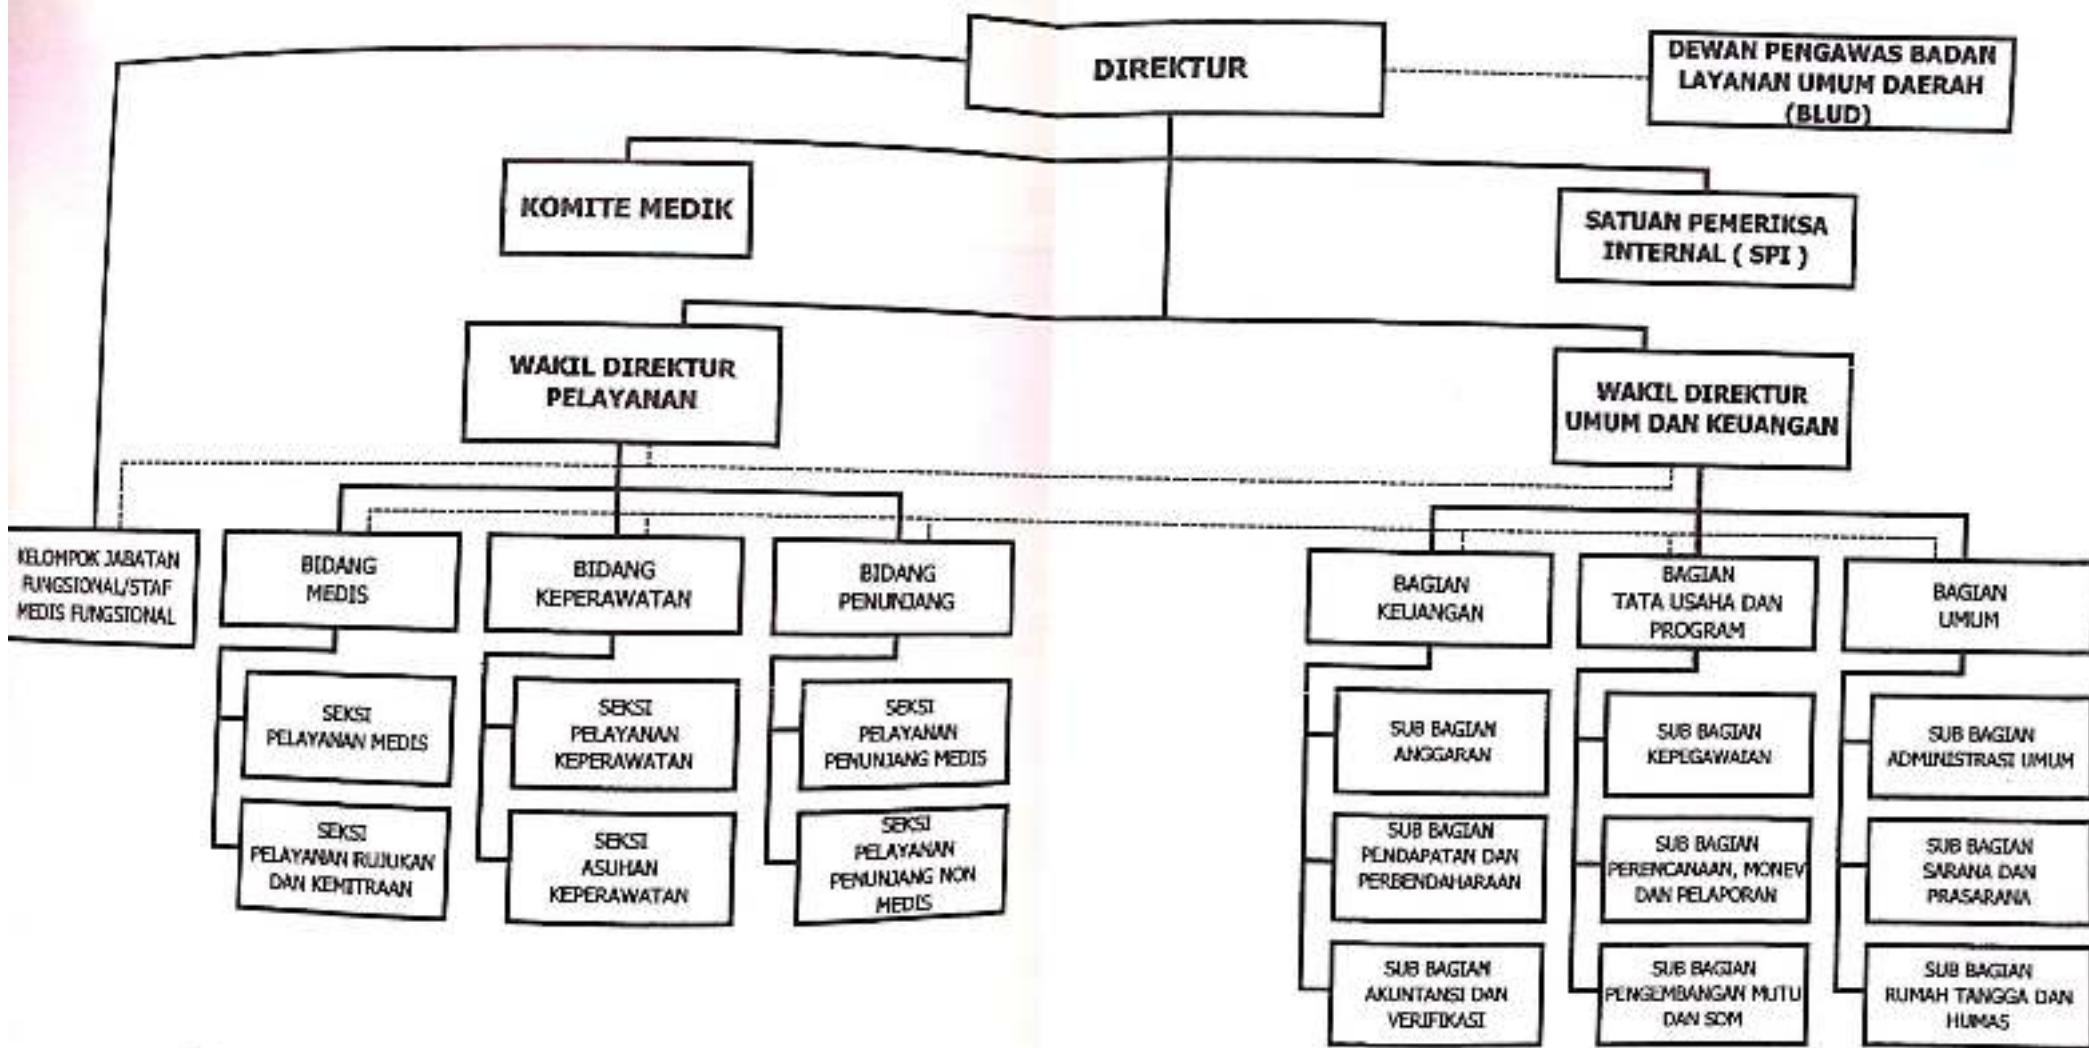 DIREKTUR
DEWAN PENGAWAS BADAN
LAYANAN UMUM DAERAH
(BLUD)
KOMITE MEDIK
SATUAN PEMERIKSA
INTERNAL ( SPI )
WAKIL DIREKTUR
PELAYANAN
WAKIL DIREKTUR
UMUM DAN KEUANGAN
KELOMPOK JABATAN
FUNGSIONAL/STAF
MEDIS FUNGSIONAL
BIDANG
MEDIS
BIDANG
KEPERAWATAN
BIDANG
PENUNJANG
BAGIAN
KEUANGAN
BAGIAN
TATA USAHA DAN
PROGRAM
BAGIAN
UMUM
SEKSI
PELAYANAN MEDIS
SEKSI
PELAYANAN
KEPERAWATAN
SEKSI
PELAYANAN
PENUNJANG MEDIS
SUB BAGIAN
ANGGARAN
SUB BAGIAN
KEPEGAWAIAN
SUB BAGIAN
ADMINISTRASI UMUM
SEKSI
PELAYANAN RUJUKAN
DAN KEMITRAAN
SEKSI
ASUHAN
KEPERAWATAN
SEKSI
PELAYANAN
PENUNJANG NON
MEDIS
SUB BAGIAN
PENDAPATAN DAN
PERBENDAHARAAN
SUB BAGIAN
PERENCANAAN, MONEV
DAN PELAPORAN
SUB BAGIAN
SARANA DAN
PRASARANA
SUB BAGIAN
AKUNTANSI DAN
VERIFIKASI
SUB BAGIAN
PENGEMBANGAN MUTU
DAN SDM
SUB BAGIAN
RUMAH TANGGA DAN
HUMAS